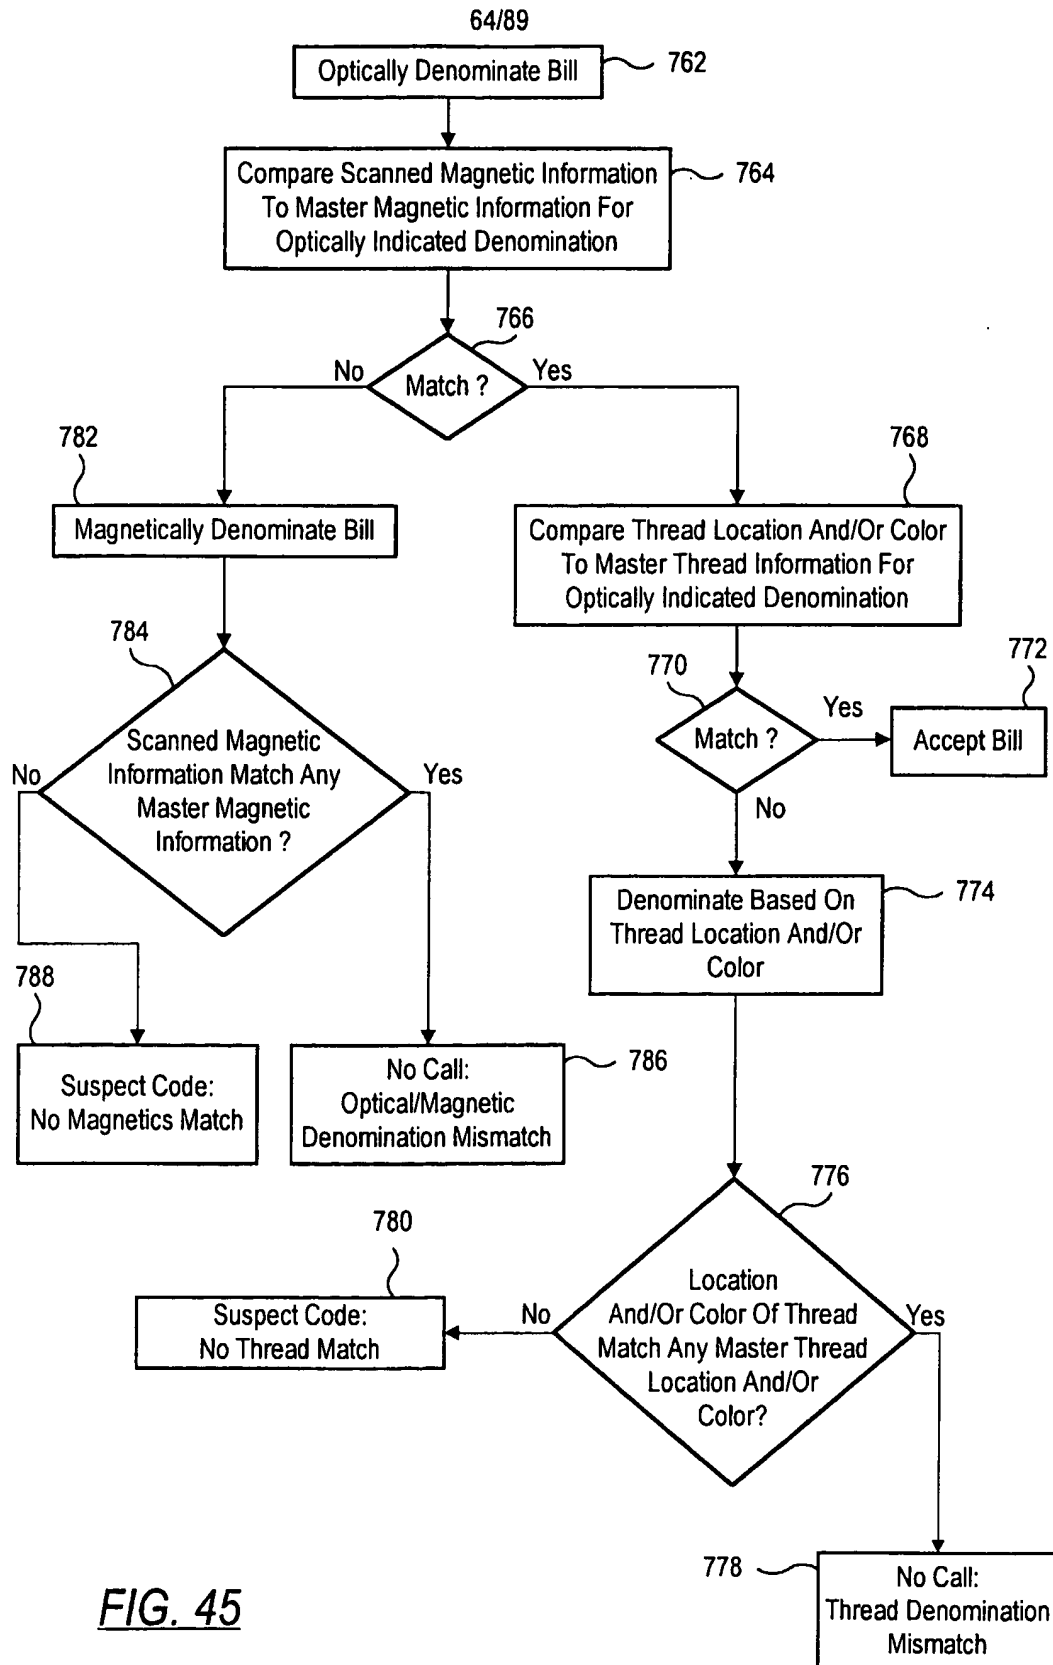 64/89
Optically Denominate Bill
762
Compare Scanned Magnetic Information
To Master Magnetic Information For
Optically Indicated Denomination
764
766
No
Match ?
Yes
782
Magnetically Denominate Bill
768
Compare Thread Location And/Or Color
To Master Thread Information For
Optically Indicated Denomination
784
Scanned Magnetic
Information Match Any
Master Magnetic
Information ?
No
Yes
770
Match ?
Yes
No
772
Accept Bill
774
Denominate Based On
Thread Location And/Or
Color
788
Suspect Code:
No Magnetics Match
786
No Call:
Optical/Magnetic
Denomination Mismatch
776
Location
And/Or Color Of Thread
Match Any Master Thread
Location And/Or
Color?
No
Yes
780
Suspect Code:
No Thread Match
778
No Call:
Thread Denomination
Mismatch
FIG. 45